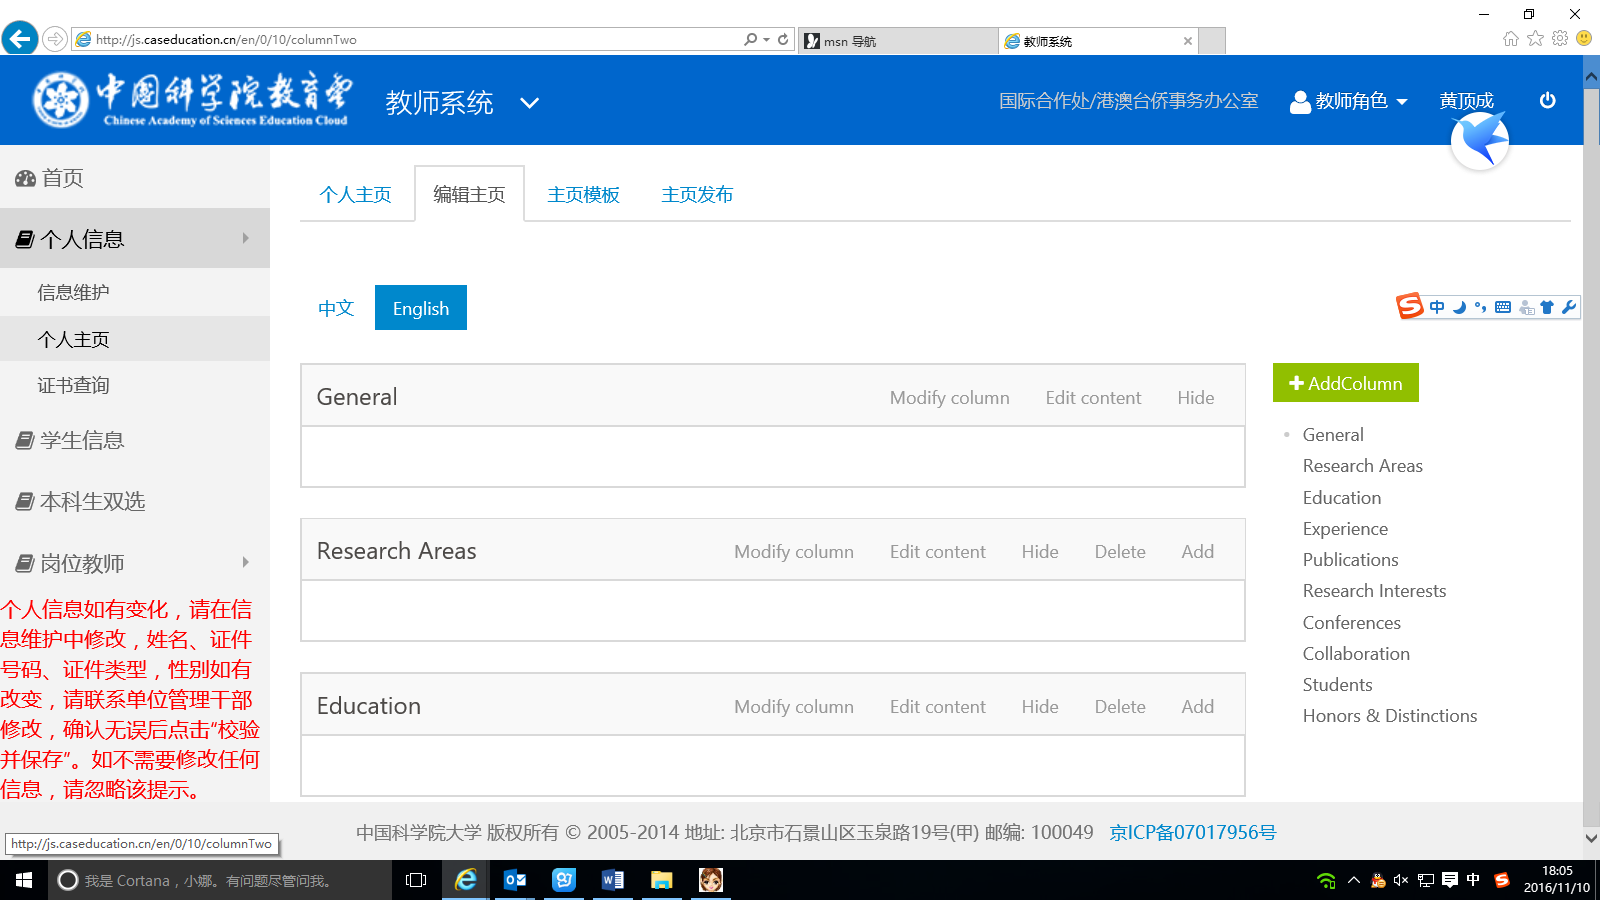 http://js.caseducation.cn/en/0/10/columnTwo
msn 导航
教师系统
中国科学院教育云
Chinese Academy of Sciences Education Cloud
教师系统
国际合作处/港澳台侨事务办公室
教师角色
黄顶成
首页
个人信息
信息维护
个人主页
证书查询
学生信息
本科生双选
岗位教师
个人信息如有变化，请在信
息维护中修改，姓名、证件
号码、证件类型，性别如有
改变，请联系单位管理干部
修改，确认无误后点击“校验
并保存”。如不需要修改任何
信息，请忽略该提示。
个人主页
编辑主页
主页模板
主页发布
中文
English
中
General
Modify column
Edit content
Hide
Research Areas
Modify column
Edit content
Hide
Delete
Add
Education
Modify column
Edit content
Hide
Delete
Add
AddColumn
General
Research Areas
Education
Experience
Publications
Research Interests
Conferences
Collaboration
Students
Honors & Distinctions
中国科学院大学 版权所有 © 2005-2014 地址: 北京市石景山区玉泉路19号(甲) 邮编: 100049 京ICP备07017956号
http://js.caseducation.cn/en/0/10/columnTwo
我是 Cortana，小娜。有问题尽管问我。
中
18:05
2016/11/10